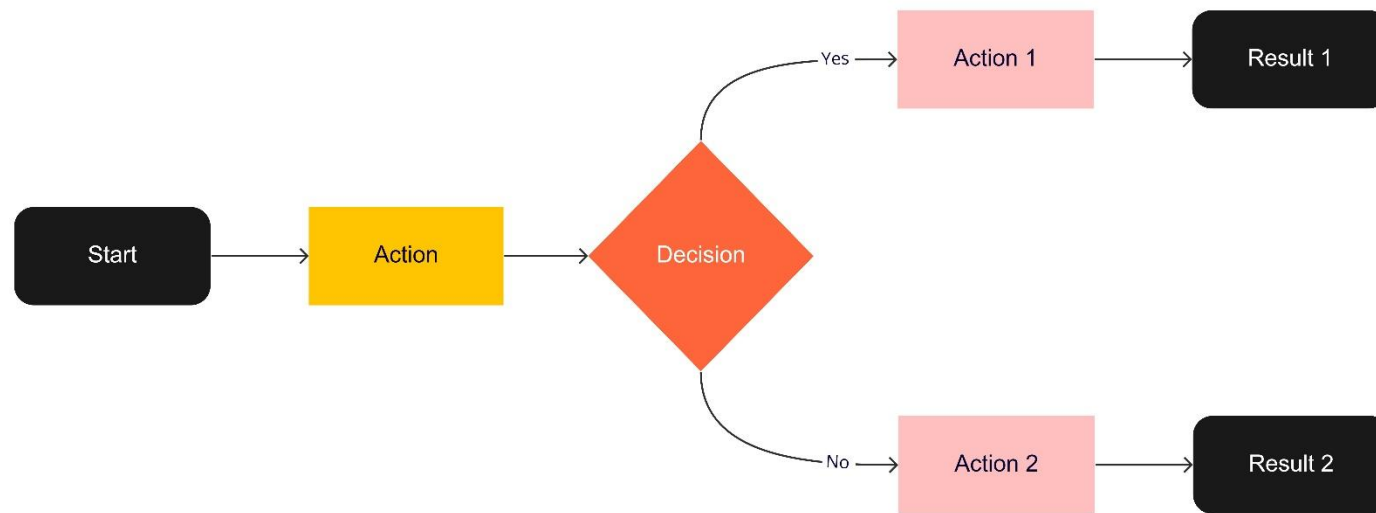 Yes
Action 1
Result 1
Start
Action
Decision
No
Action 2
Result 2